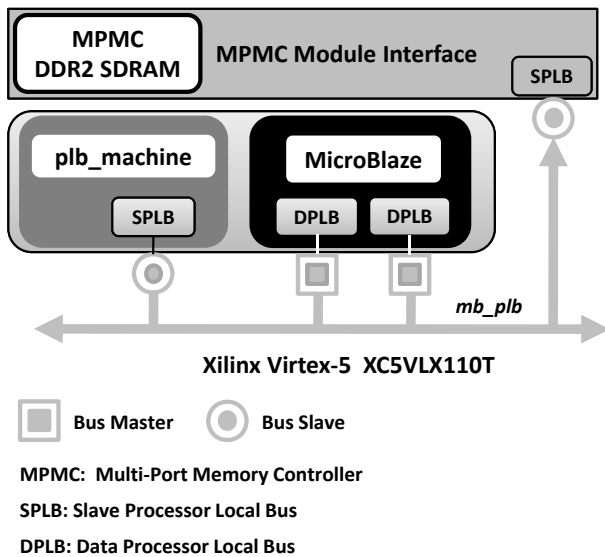 MPMC
DDR2 SDRAM
MPMC Module Interface
SPLB
plb_machine
MicroBlaze
SPLB
DPLB
DPLB
mb_plb
Xilinx Virtex-5 XC5VLX110T
Bus Master
Bus Slave
MPMC: Multi-Port Memory Controller
SPLB: Slave Processor Local Bus
DPLB: Data Processor Local Bus